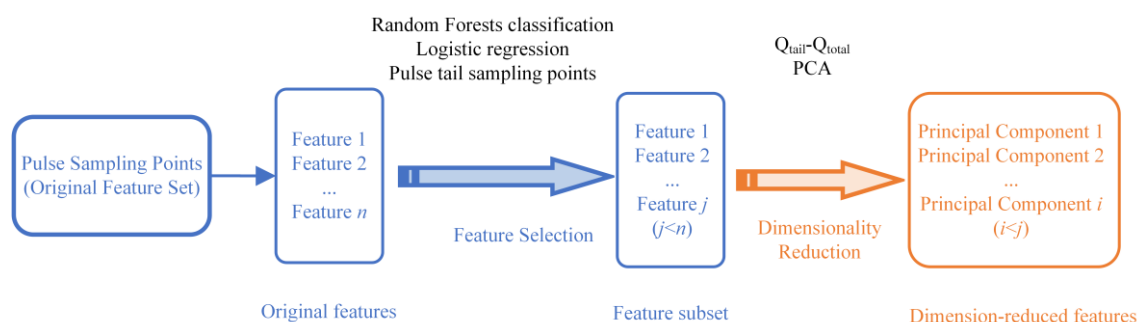 Random Forests classification
Logistic regression
Pulse tail sampling points
Qtail-Qtotal
PCA
Pulse Sampling Points
(Original Feature Set)
Feature 1
Feature 2
...
Feature n
Feature Selection
Feature 1
Feature 2
...
Feature j
(j<n)
Dimensionality
Reduction
Principal Component 1
Principal Component 2
...
Principal Component i
(i<j)
Original features
Feature subset
Dimension-reduced features